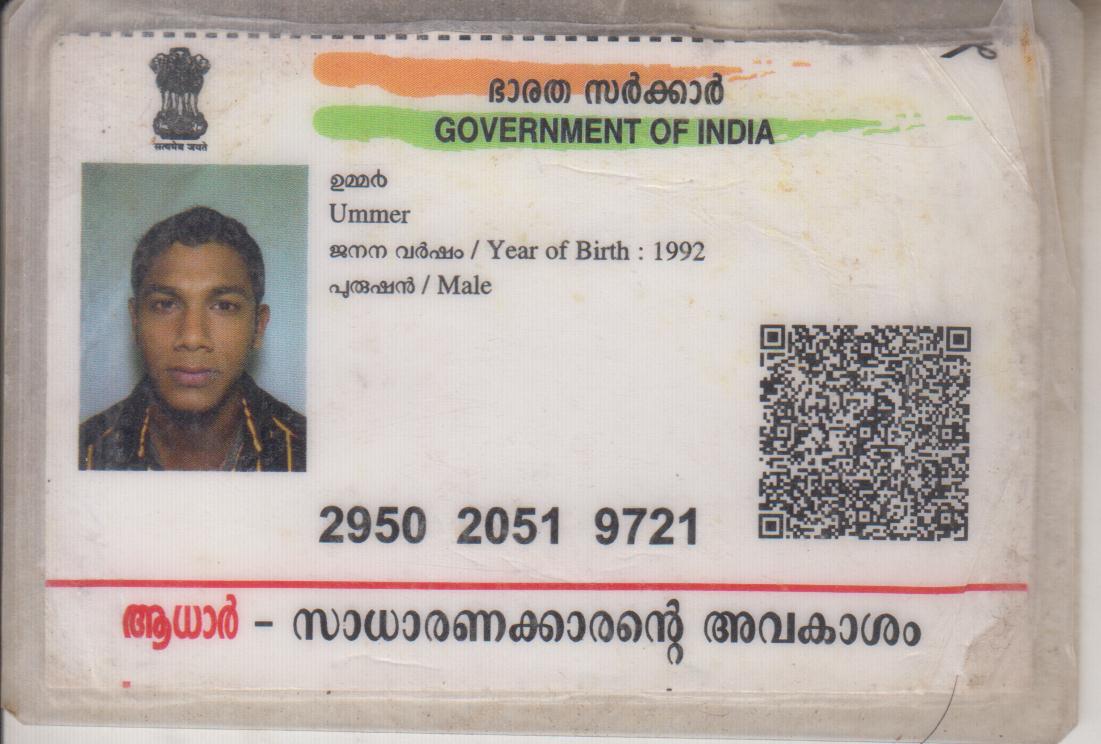 ഭാരത സർക്കാർ
GOVERNMENT OF INDIA
सत्यमेव जयते
ഉമ്മർ
Ummer
ജനന വർഷം / Year of Birth : 1992
പുരുഷൻ / Male
2950 2051 9721
ആധാർ - സാധാരണക്കാരന്റെ അവകാശം